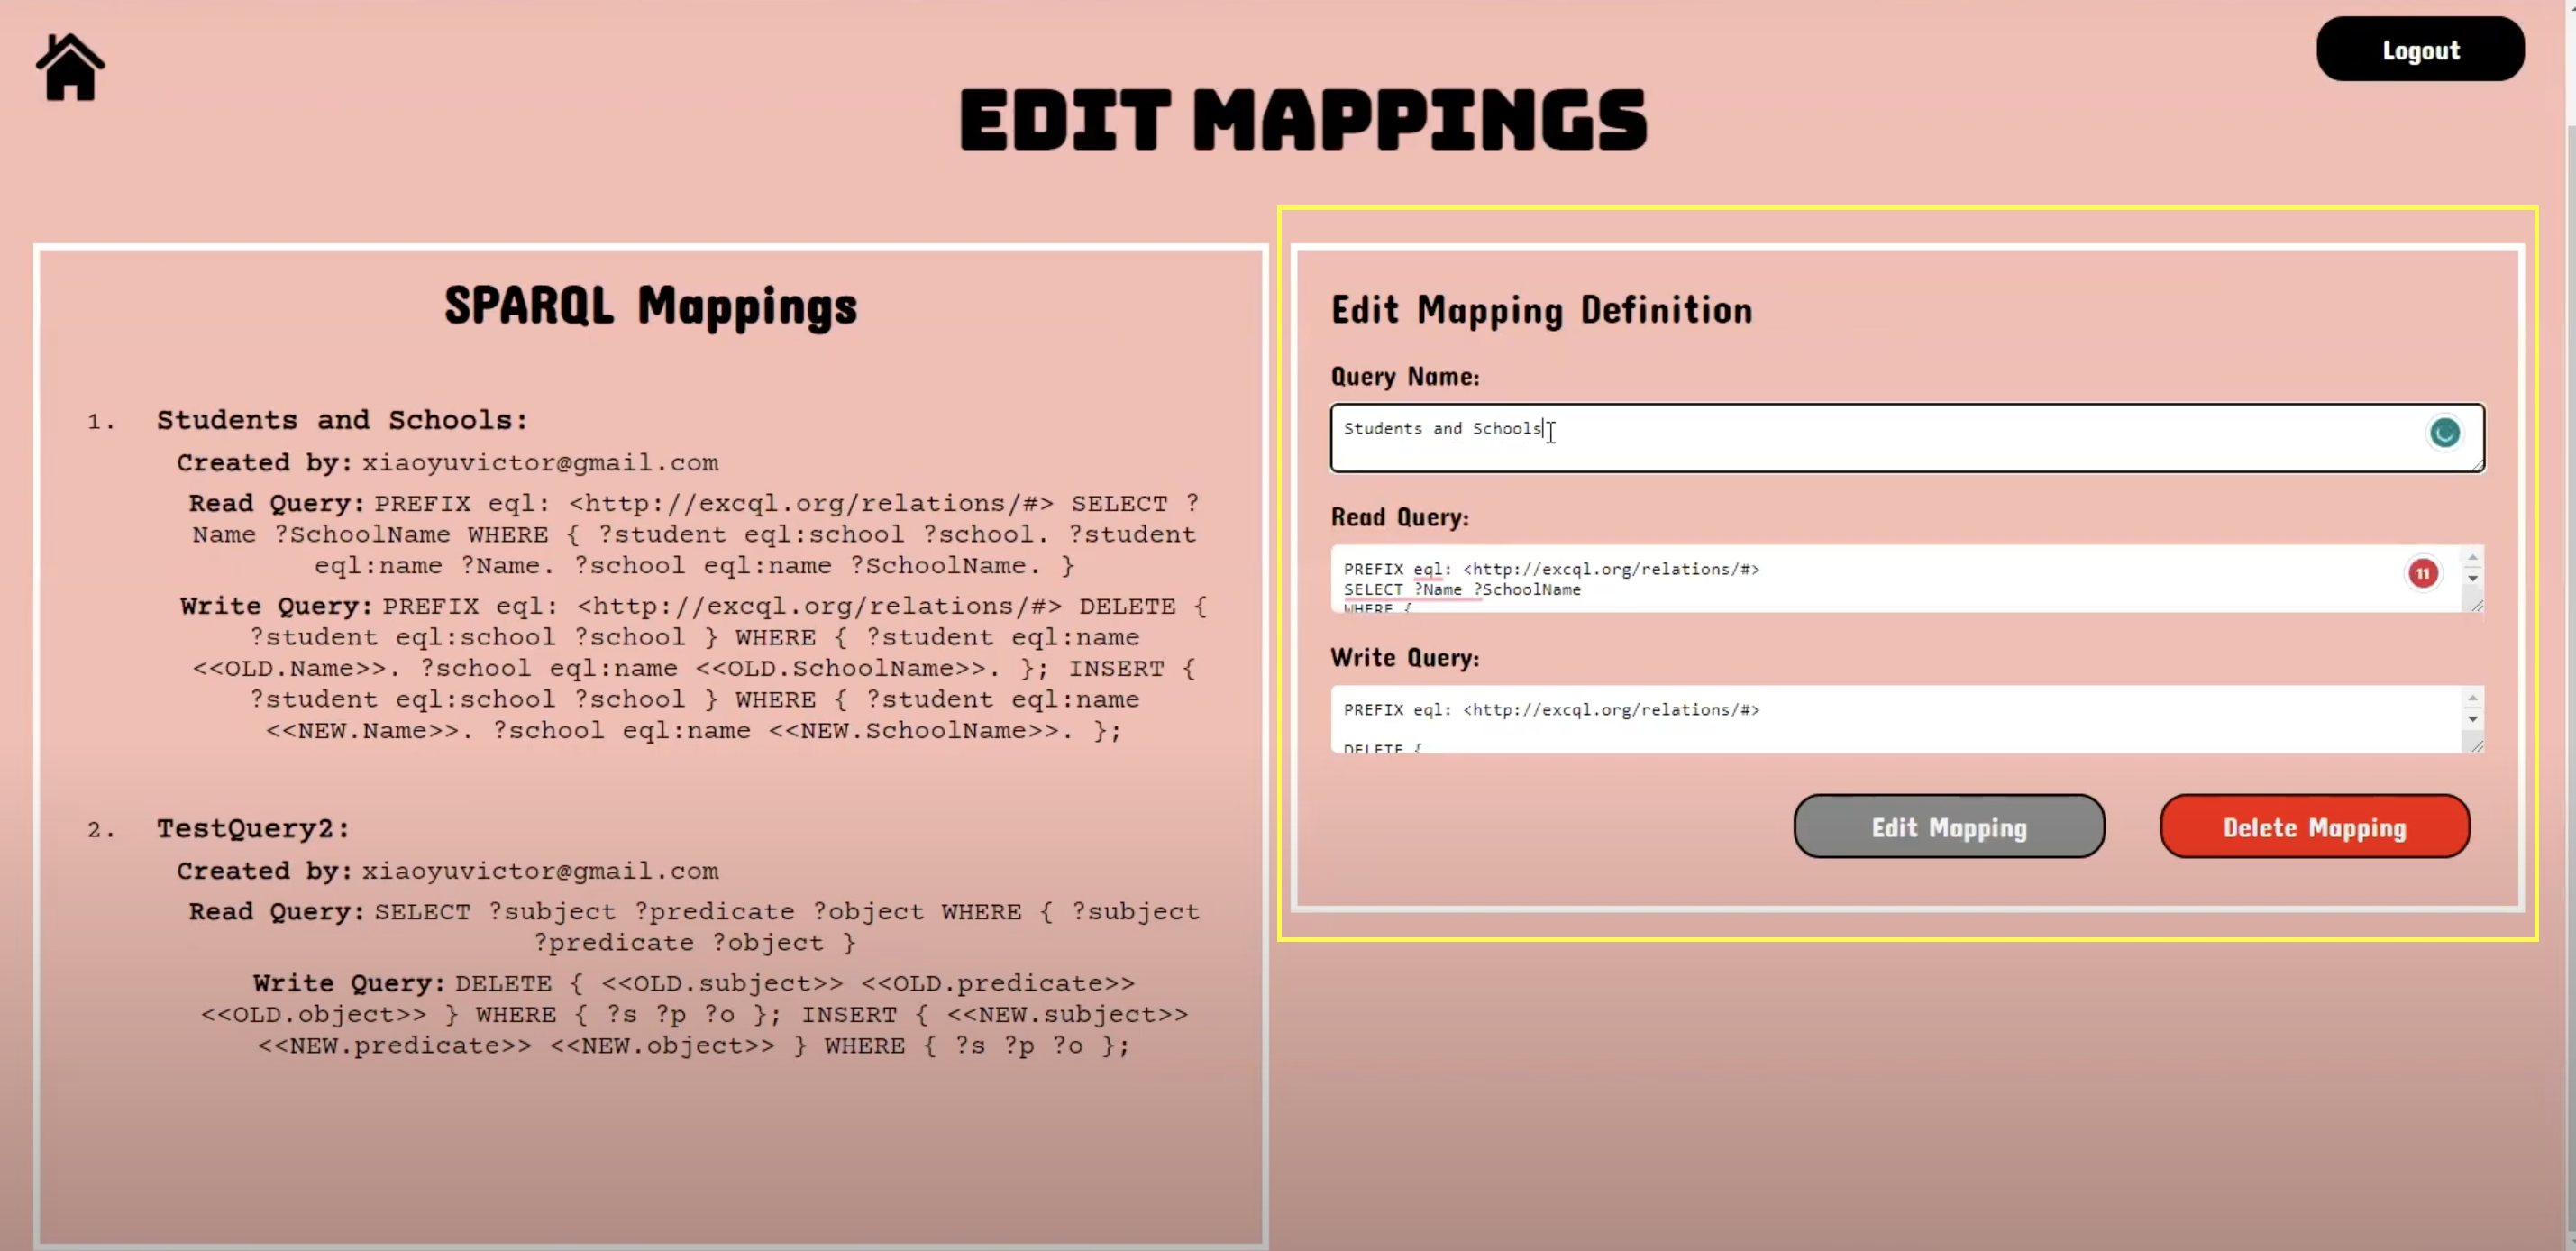 Logout
EDIT MAPPINGS
SPARQL Mappings
1. Students and Schools:
Created by: xiaoyuvictor@gmail.com
Read Query: PREFIX eql: <http://excql.org/relations/#> SELECT ?
Name ?SchoolName WHERE { ?student eql:school ?school. ?student
eql:name ?Name. ?school eql:name ?SchoolName. }
Write Query: PREFIX eql: <http://excql.org/relations/#> DELETE {
?student eql:school ?school } WHERE { ?student eql:name
<<OLD.Name>>. ?school eql:name <<OLD.SchoolName>>. }; INSERT {
?student eql:school ?school } WHERE { ?student eql:name
<<NEW.Name>>. ?school eql:name <<NEW.SchoolName>>. };
2. TestQuery2:
Created by: xiaoyuvictor@gmail.com
Read Query: SELECT ?subject ?predicate ?object WHERE { ?subject
?predicate ?object }
Write Query: DELETE { <<OLD.subject>> <<OLD.predicate>>
<<OLD.object>> } WHERE { ?s ?p ?o }; INSERT { <<NEW.subject>>
<<NEW.predicate>> <<NEW.object>> } WHERE { ?s ?p ?o };
Edit Mapping Definition
Query Name:
Students and Schools
Read Query:
PREFIX eql: <http://excql.org/relations/#>
11
SELECT ?Name ?SchoolName
WHERE {
Write Query:
PREFIX eql: <http://excql.org/relations/#>
DELETE {
Edit Mapping
Delete Mapping